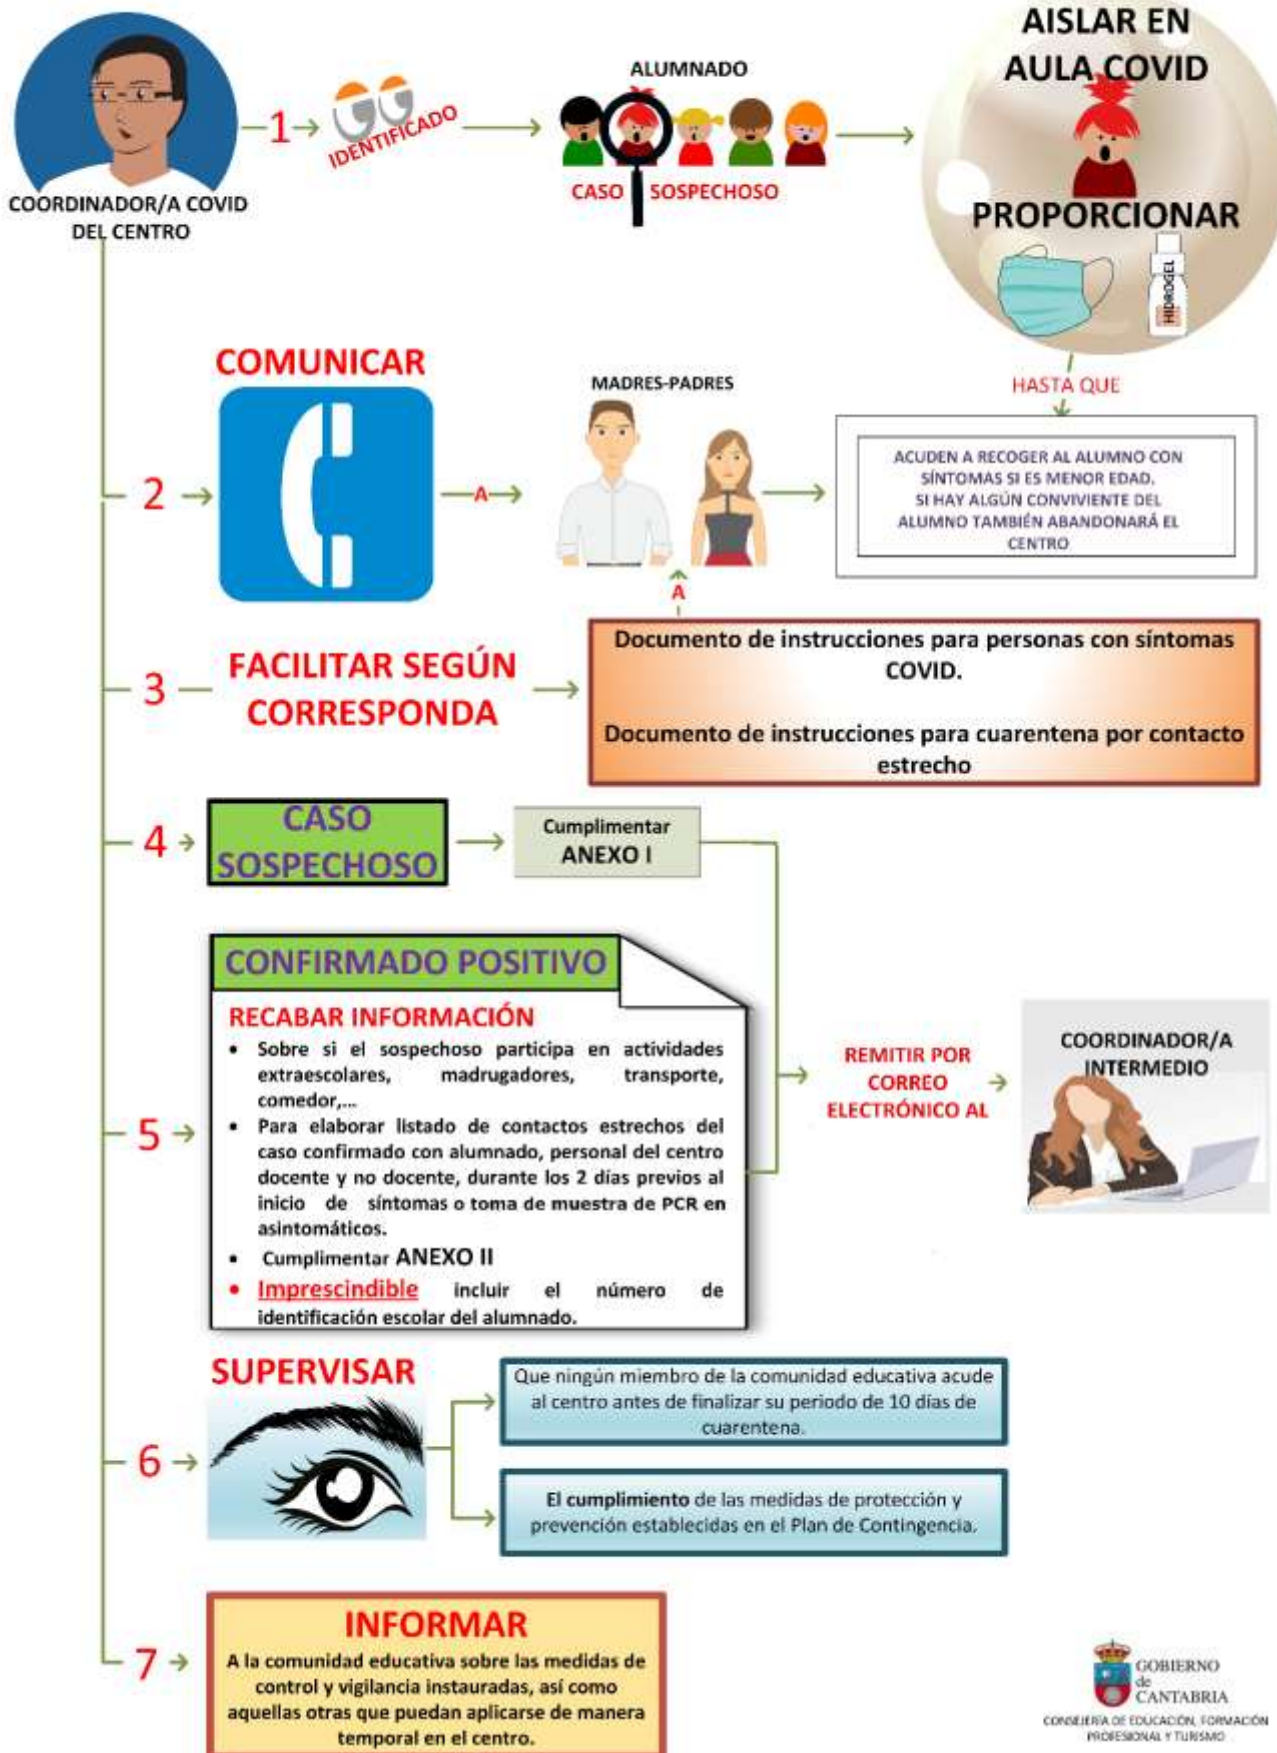 AISLAR EN
AULA COVID
PROPORCIONAR
HIDROGEL
COORDINADOR/A COVID
DEL CENTRO
1
IDENTIFICADO
ALUMNADO
CASO SOSPECHOSO
HASTA QUE
2
COMUNICAR
A
MADRES-PADRES
ACUDEN A RECOGER AL ALUMNO CON
SÍNTOMAS SI ES MENOR EDAD.
SI HAY ALGÚN CONVIVIENTE DEL
ALUMNO TAMBIÉN ABANDONARÁ EL
CENTRO
3
FACILITAR SEGÚN
CORRESPONDA
A
Documento de instrucciones para personas con síntomas
COVID.
Documento de instrucciones para cuarentena por contacto
estrecho
4
CASO
SOSPECHOSO
Cumplimentar
ANEXO I
5
CONFIRMADO POSITIVO
RECABAR INFORMACIÓN
• Sobre si el sospechoso participa en actividades
extraescolares, madrugadores, transporte,
comedor,...
• Para elaborar listado de contactos estrechos del
caso confirmado con alumnado, personal del centro
docente y no docente, durante los 2 días previos al
inicio de síntomas o toma de muestra de PCR en
asintomáticos.
• Cumplimentar ANEXO II
• Imprescindible incluir el número de
identificación escolar del alumnado.
REMITIR POR
CORREO
ELECTRÓNICO AL
COORDINADOR/A
INTERMEDIO
6
SUPERVISAR
Que ningún miembro de la comunidad educativa acude
al centro antes de finalizar su periodo de 10 días de
cuarentena.
El cumplimiento de las medidas de protección y
prevención establecidas en el Plan de Contingencia.
7
INFORMAR
A la comunidad educativa sobre las medidas de
control y vigilancia instauradas, así como
aquellas otras que puedan aplicarse de manera
temporal en el centro.
GOBIERNO
de
CANTABRIA
CONSEJERÍA DE EDUCACIÓN, FORMACIÓN
PROFESIONAL Y TURISMO